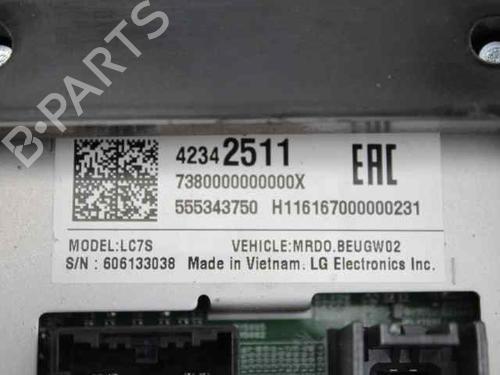 B-PARTS
4234 2511
EAC
7380000000000X
555343750 H116167000000231
MODEL:LC7S VEHICLE:MRDO.BEUGW02
S/N : 606133038 Made in Vietnam: LG Electronics Inc.